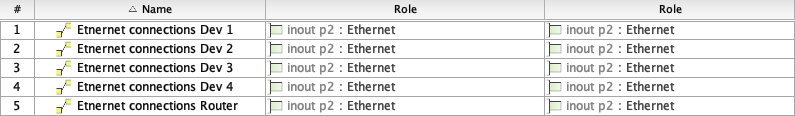 # Name Role Role
1 Etnernet connections Dev 1 inout p2 : Ethernet inout p2 : Ethernet
2 Etnernet connections Dev 2 inout p2 : Ethernet inout p2 : Ethernet
3 Etnernet connections Dev 3 inout p2 : Ethernet inout p2 : Ethernet
4 Etnernet connections Dev 4 inout p2 : Ethernet inout p2 : Ethernet
5 Etnernet connections Router inout p2 : Ethernet inout p2 : Ethernet